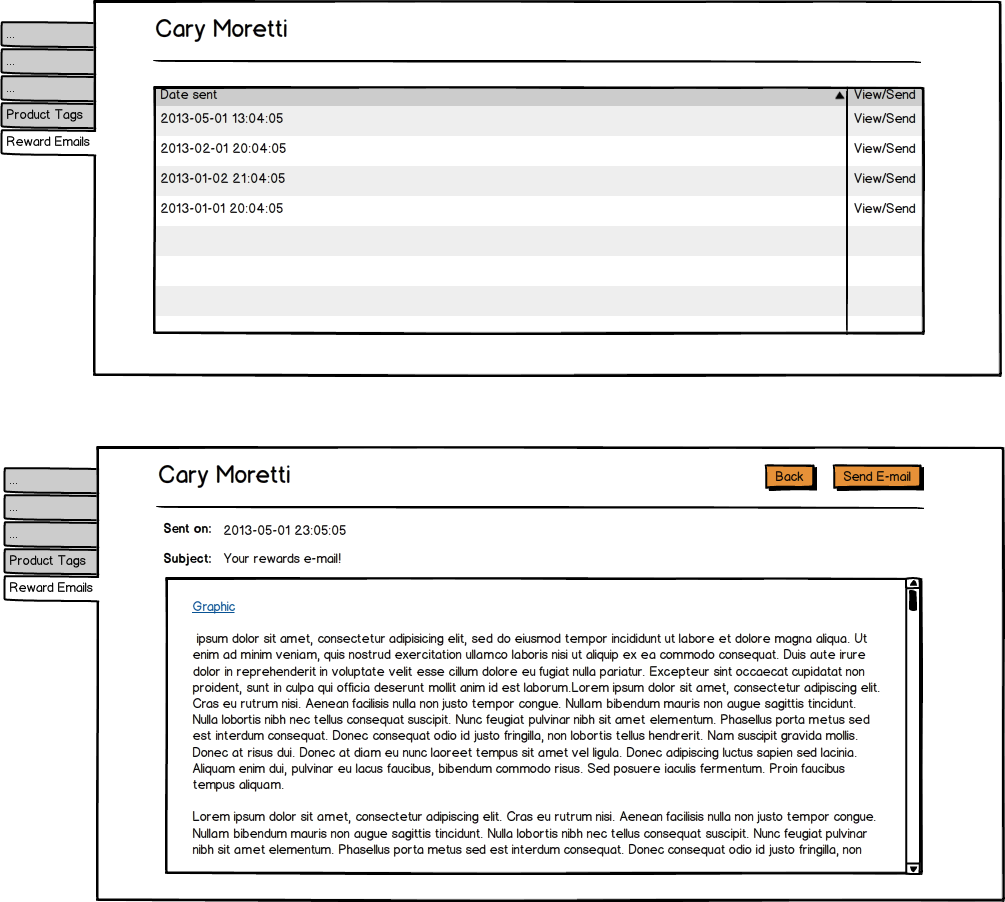 Cary Moretti
...
...
...
Product Tags
Reward Emails
Date sent View/Send
2013-05-01 13:04:05 View/Send
2013-02-01 20:04:05 View/Send
2013-01-02 21:04:05 View/Send
2013-01-01 20:04:05 View/Send
Cary Moretti Back Send E-mail
...
...
...
Product Tags
Reward Emails
Sent on: 2013-05-01 23:05:05
Subject: Your rewards e-mail!
Graphic
ipsum dolor sit amet, consectetur adipisicing elit, sed do eiusmod tempor incididunt ut labore et dolore magna aliqua. Ut
enim ad minim veniam, quis nostrud exercitation ullamco laboris nisi ut aliquip ex ea commodo consequat. Duis aute irure
dolor in reprehenderit in voluptate velit esse cillum dolore eu fugiat nulla pariatur. Excepteur sint occaecat cupidatat non
proident, sunt in culpa qui officia deserunt mollit anim id est laborum.Lorem ipsum dolor sit amet, consectetur adipiscing elit.
Cras eu rutrum nisi. Aenean facilisis nulla non justo tempor congue. Nullam bibendum mauris non augue sagittis tincidunt.
Nulla lobortis nibh nec tellus consequat suscipit. Nunc feugiat pulvinar nibh sit amet elementum. Phasellus porta metus sed
est interdum consequat. Donec consequat odio id justo fringilla, non lobortis tellus hendrerit. Nam suscipit gravida mollis.
Donec at risus dui. Donec at diam eu nunc laoreet tempus sit amet vel ligula. Donec adipiscing luctus sapien sed lacinia.
Aliquam enim dui, pulvinar eu lacus faucibus, bibendum commodo risus. Sed posuere iaculis fermentum. Proin faucibus
tempus aliquam.
Lorem ipsum dolor sit amet, consectetur adipiscing elit. Cras eu rutrum nisi. Aenean facilisis nulla non justo tempor congue.
Nullam bibendum mauris non augue sagittis tincidunt. Nulla lobortis nibh nec tellus consequat suscipit. Nunc feugiat pulvinar
nibh sit amet elementum. Phasellus porta metus sed est interdum consequat. Donec consequat odio id justo fringilla, non